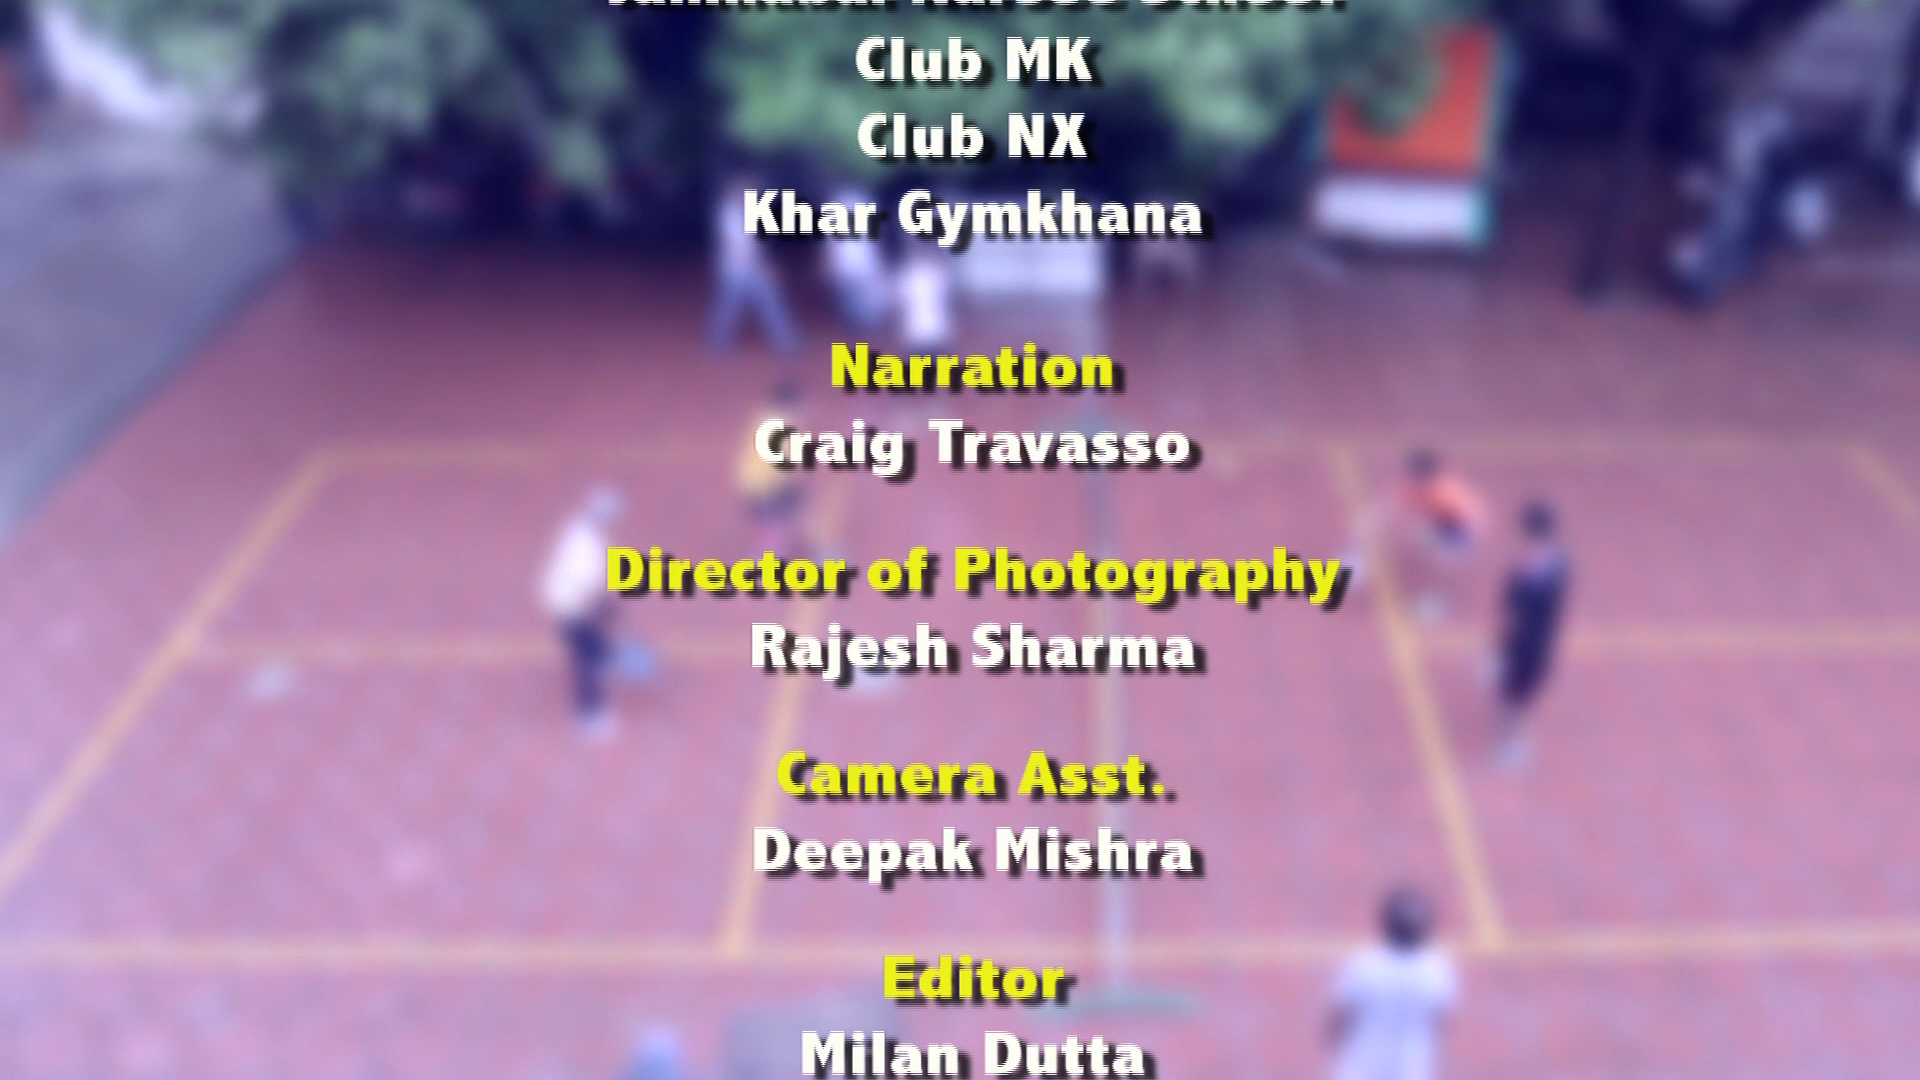 Club MK
Club NX
Khar Gymkhana
Narration
Craig Travasso
Director of Photography
Rajesh Sharma
Camera Asst.
Deepak Mishra
Editor
Milan Dutta